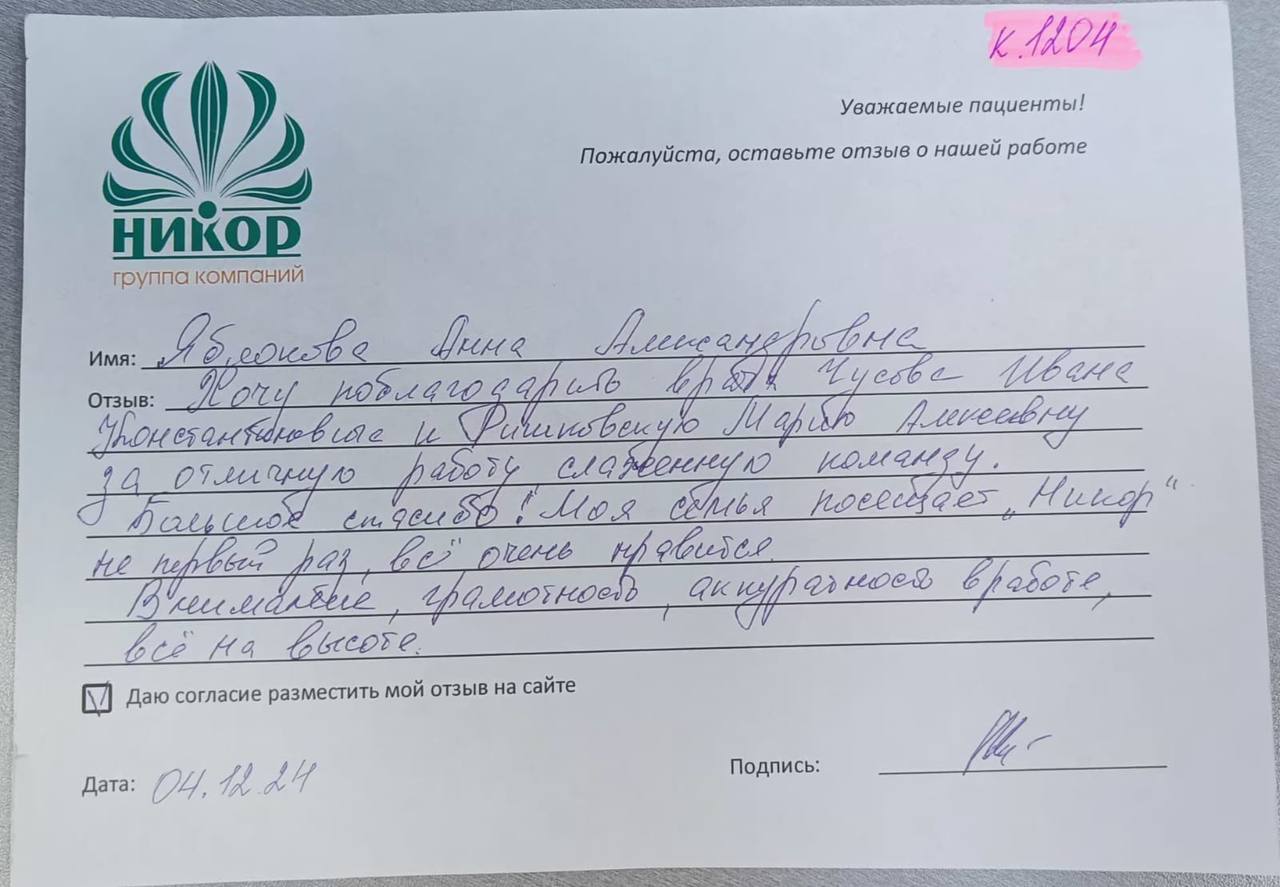 к.1204
Уважаемые пациенты!
Пожалуйста, оставьте отзыв о нашей работе
НИКОР
группа компаний
Имя: Яблокова Анна Александровна
Отзыв: Хочу поблагодарить врача Чусова Ивана
Константиновича и Ришковскую Марию Алексеевну
за отличную работу, слаженную команду.
Большое спасибо! Моя семья посещает „Никор“
не первый раз, всё очень нравится.
Внимание, грамотность, аккуратность в работе,
всё на высоте.
Даю согласие разместить мой отзыв на сайте
Дата: 04.12.24
Подпись: